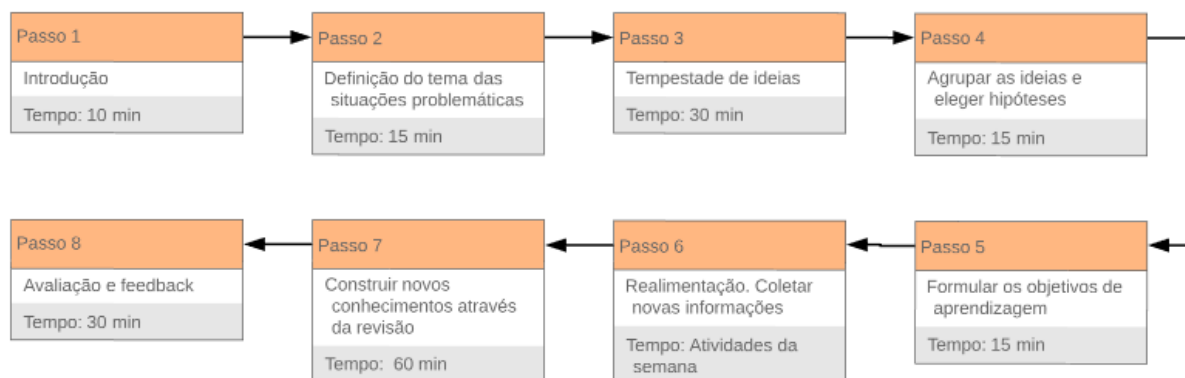 Passo 1
Introdução
Tempo: 10 min
Passo 2
Definição do tema das
situações problemáticas
Tempo: 15 min
Passo 3
Tempestade de ideias
Tempo: 30 min
Passo 4
Agrupar as ideias e
eleger hipóteses
Tempo: 15 min
Passo 5
Formular os objetivos de
aprendizagem
Tempo: 15 min
Passo 6
Realimentação. Coletar
novas informações
Tempo: Atividades da
semana
Passo 7
Construir novos
conhecimentos através
da revisão
Tempo:  60 min
Passo 8
Avaliação e feedback
Tempo: 30 min